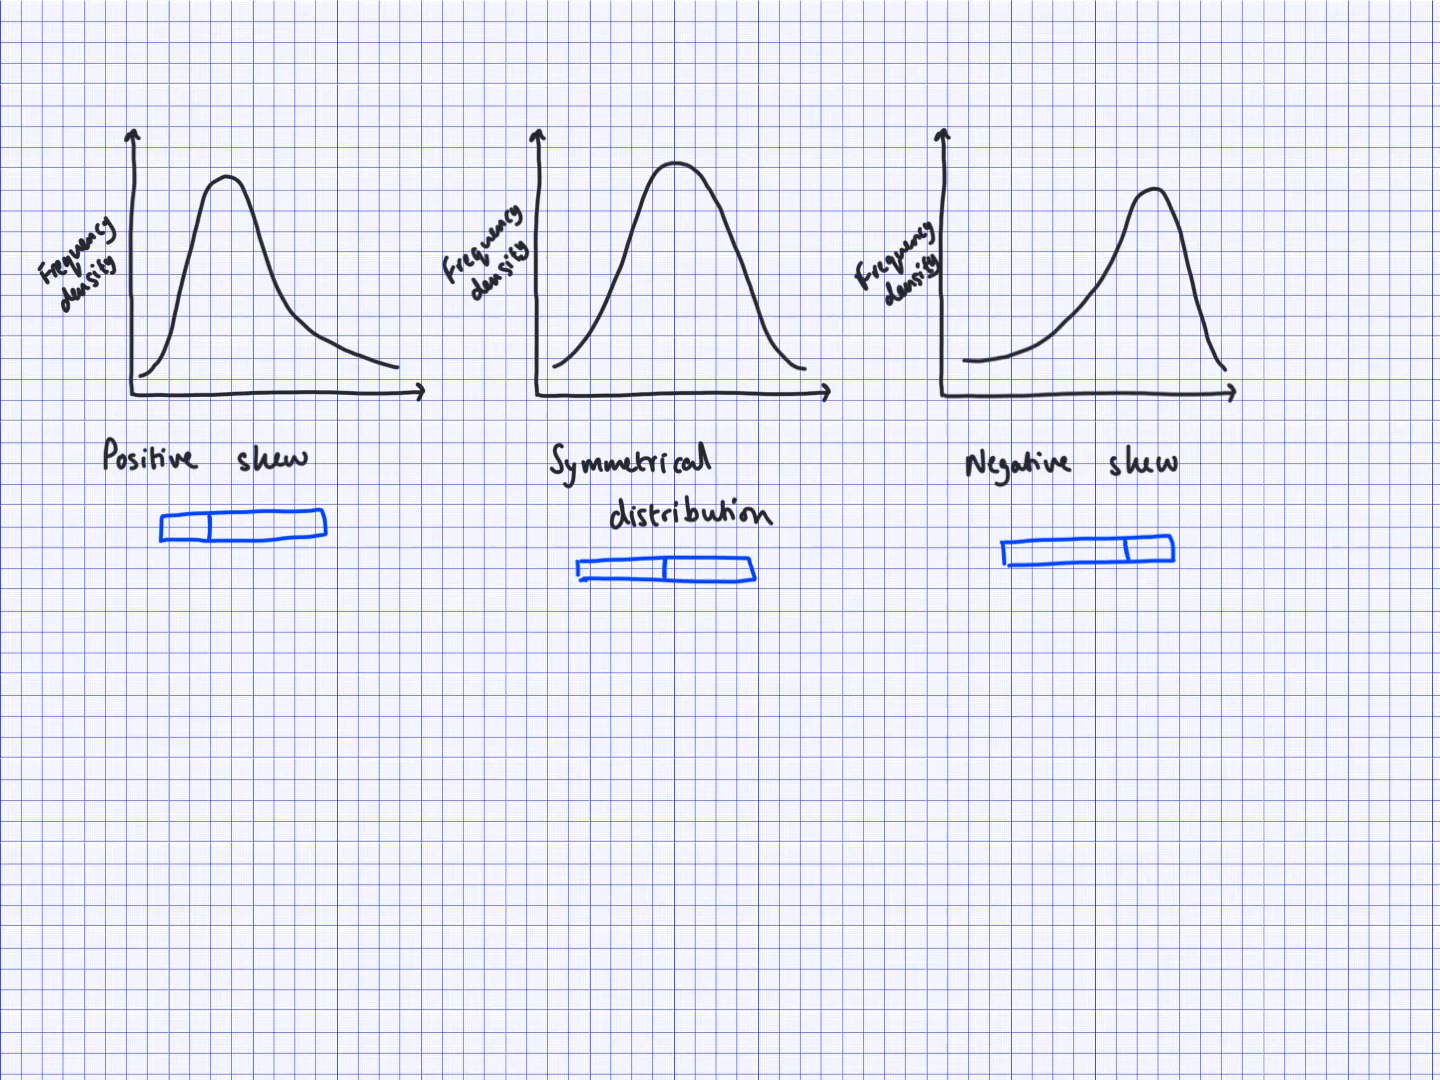 Frequency
density
Frequency
density
Frequency
density
Positive skew
Symmetrical
distribution
Negative skew